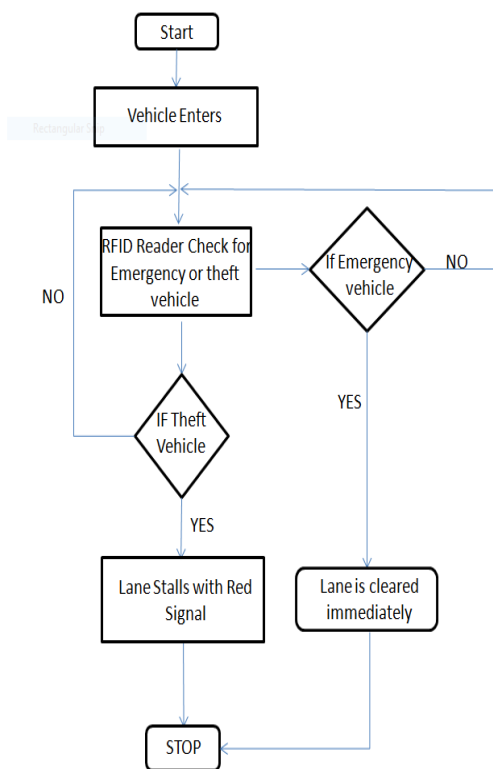 Start
Vehicle Enters
Rectangular Snip
RFID Reader Check for
Emergency or theft
vehicle
If Emergency
vehicle
NO
NO
YES
IF Theft
Vehicle
YES
Lane Stalls with Red
Signal
Lane is cleared
immediately
STOP